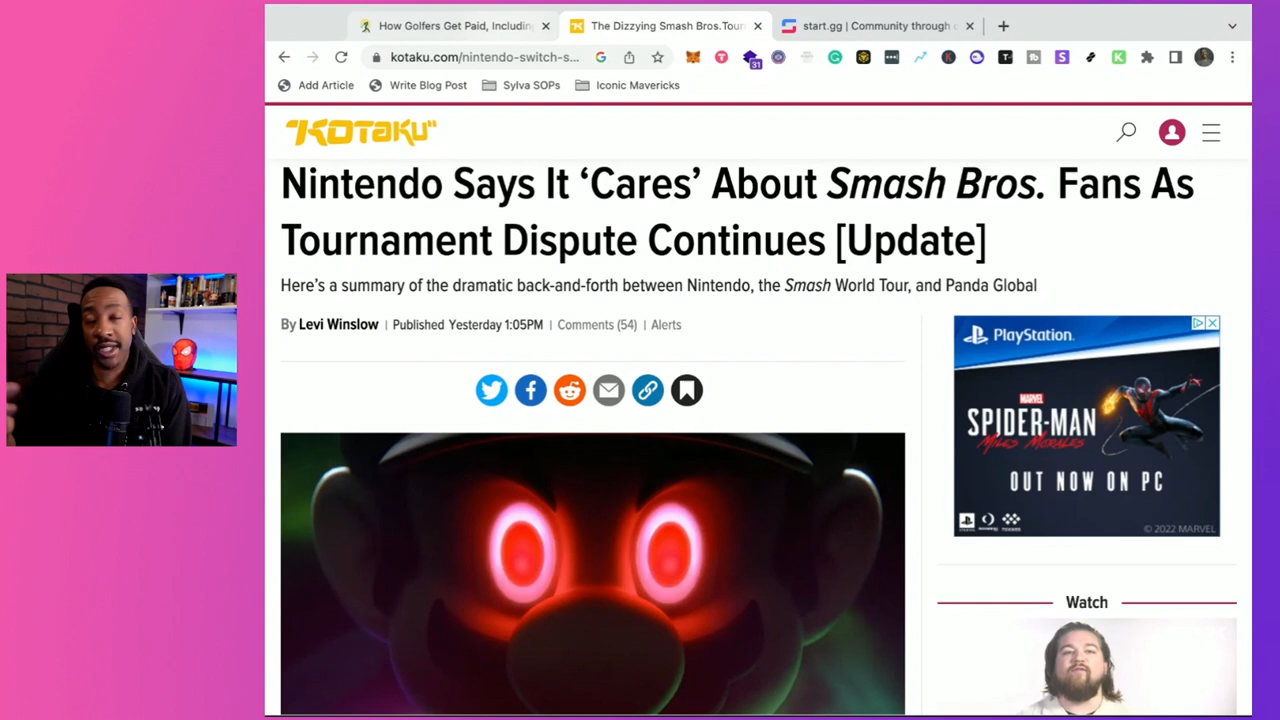 How Golfers Get Paid, Includin
The Dizzying Smash Bros.Tour
start.gg | Community through
kotaku.com/nintendo-switch-s...
31
Add Article
Write Blog Post
Sylva SOPs
Iconic Mavericks
"KOTAKU"
Nintendo Says It ‘Cares’ About Smash Bros. Fans As
Tournament Dispute Continues [Update]
Here’s a summary of the dramatic back-and-forth between Nintendo, the Smash World Tour, and Panda Global
By Levi Winslow | Published Yesterday 1:05PM | Comments (54) | Alerts
PlayStation.
MARVEL
SPIDER-MAN
MILES MORALES
OUT NOW ON PC
© 2022 MARVEL
Watch